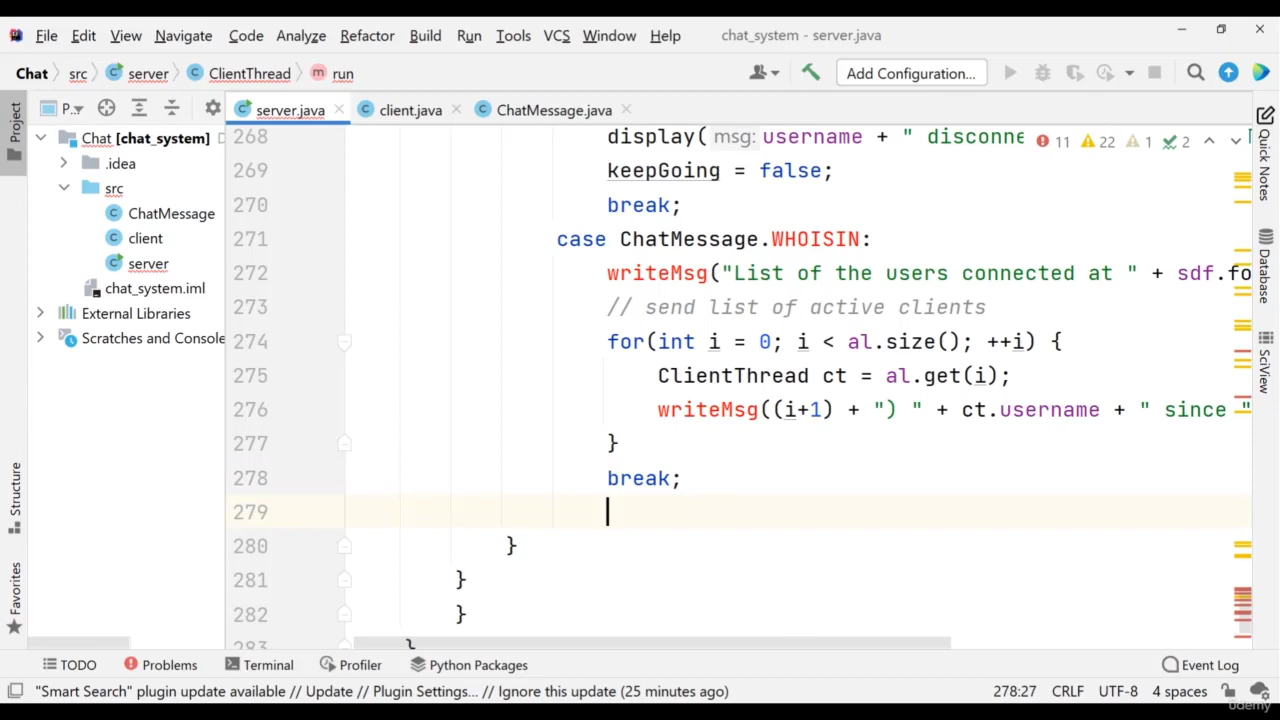 File Edit View Navigate Code Analyze Refactor Build Run Tools VCS Window Help chat_system - server.java
Chat src server ClientThread m run Add Configuration...
Project
P... server.java client.java ChatMessage.java
Chat [chat_system]
.idea
src
ChatMessage
client
server
chat_system.iml
External Libraries
Scratches and Console
11 22 1 2
268 display( msg: username + " disconne
269 keepGoing = false;
270 break;
271 case ChatMessage.WHOISIN:
272 writeMsg("List of the users connected at " + sdf.fo
273 // send list of active clients
274 for(int i = 0; i < al.size(); ++i) {
275 ClientThread ct = al.get(i);
276 writeMsg((i+1) + ") " + ct.username + " since "
277 }
278 break;
279
280 }
281 }
282 }
283 }
Structure
Favorites
Quick Notes
Database
SciView
TODO Problems Terminal Profiler Python Packages Event Log
"Smart Search" plugin update available // Update // Plugin Settings... // Ignore this update (25 minutes ago) 278:27 CRLF UTF-8 4 spaces
ûdemy